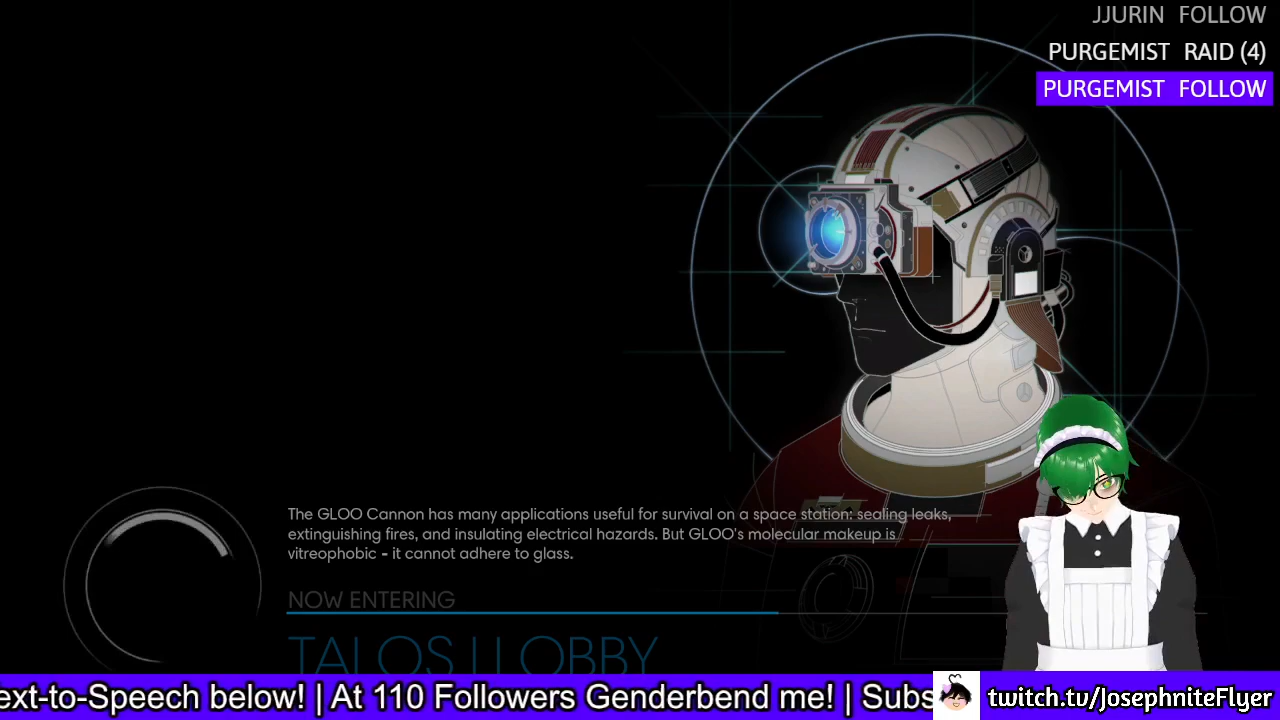 JJURIN FOLLOW
PURGEMIST RAID (4)
PURGEMIST FOLLOW
The GLOO Cannon has many applications useful for survival on a space station: sealing leaks,
extinguishing fires, and insulating electrical hazards. But GLOO's molecular makeup is
vitreophobic - it cannot adhere to glass.
NOW ENTERING
TALOS I LOBBY
ext-to-Speech below! | At 110 Followers Genderbend me! | Subs
twitch.tv/JosephniteFlyer